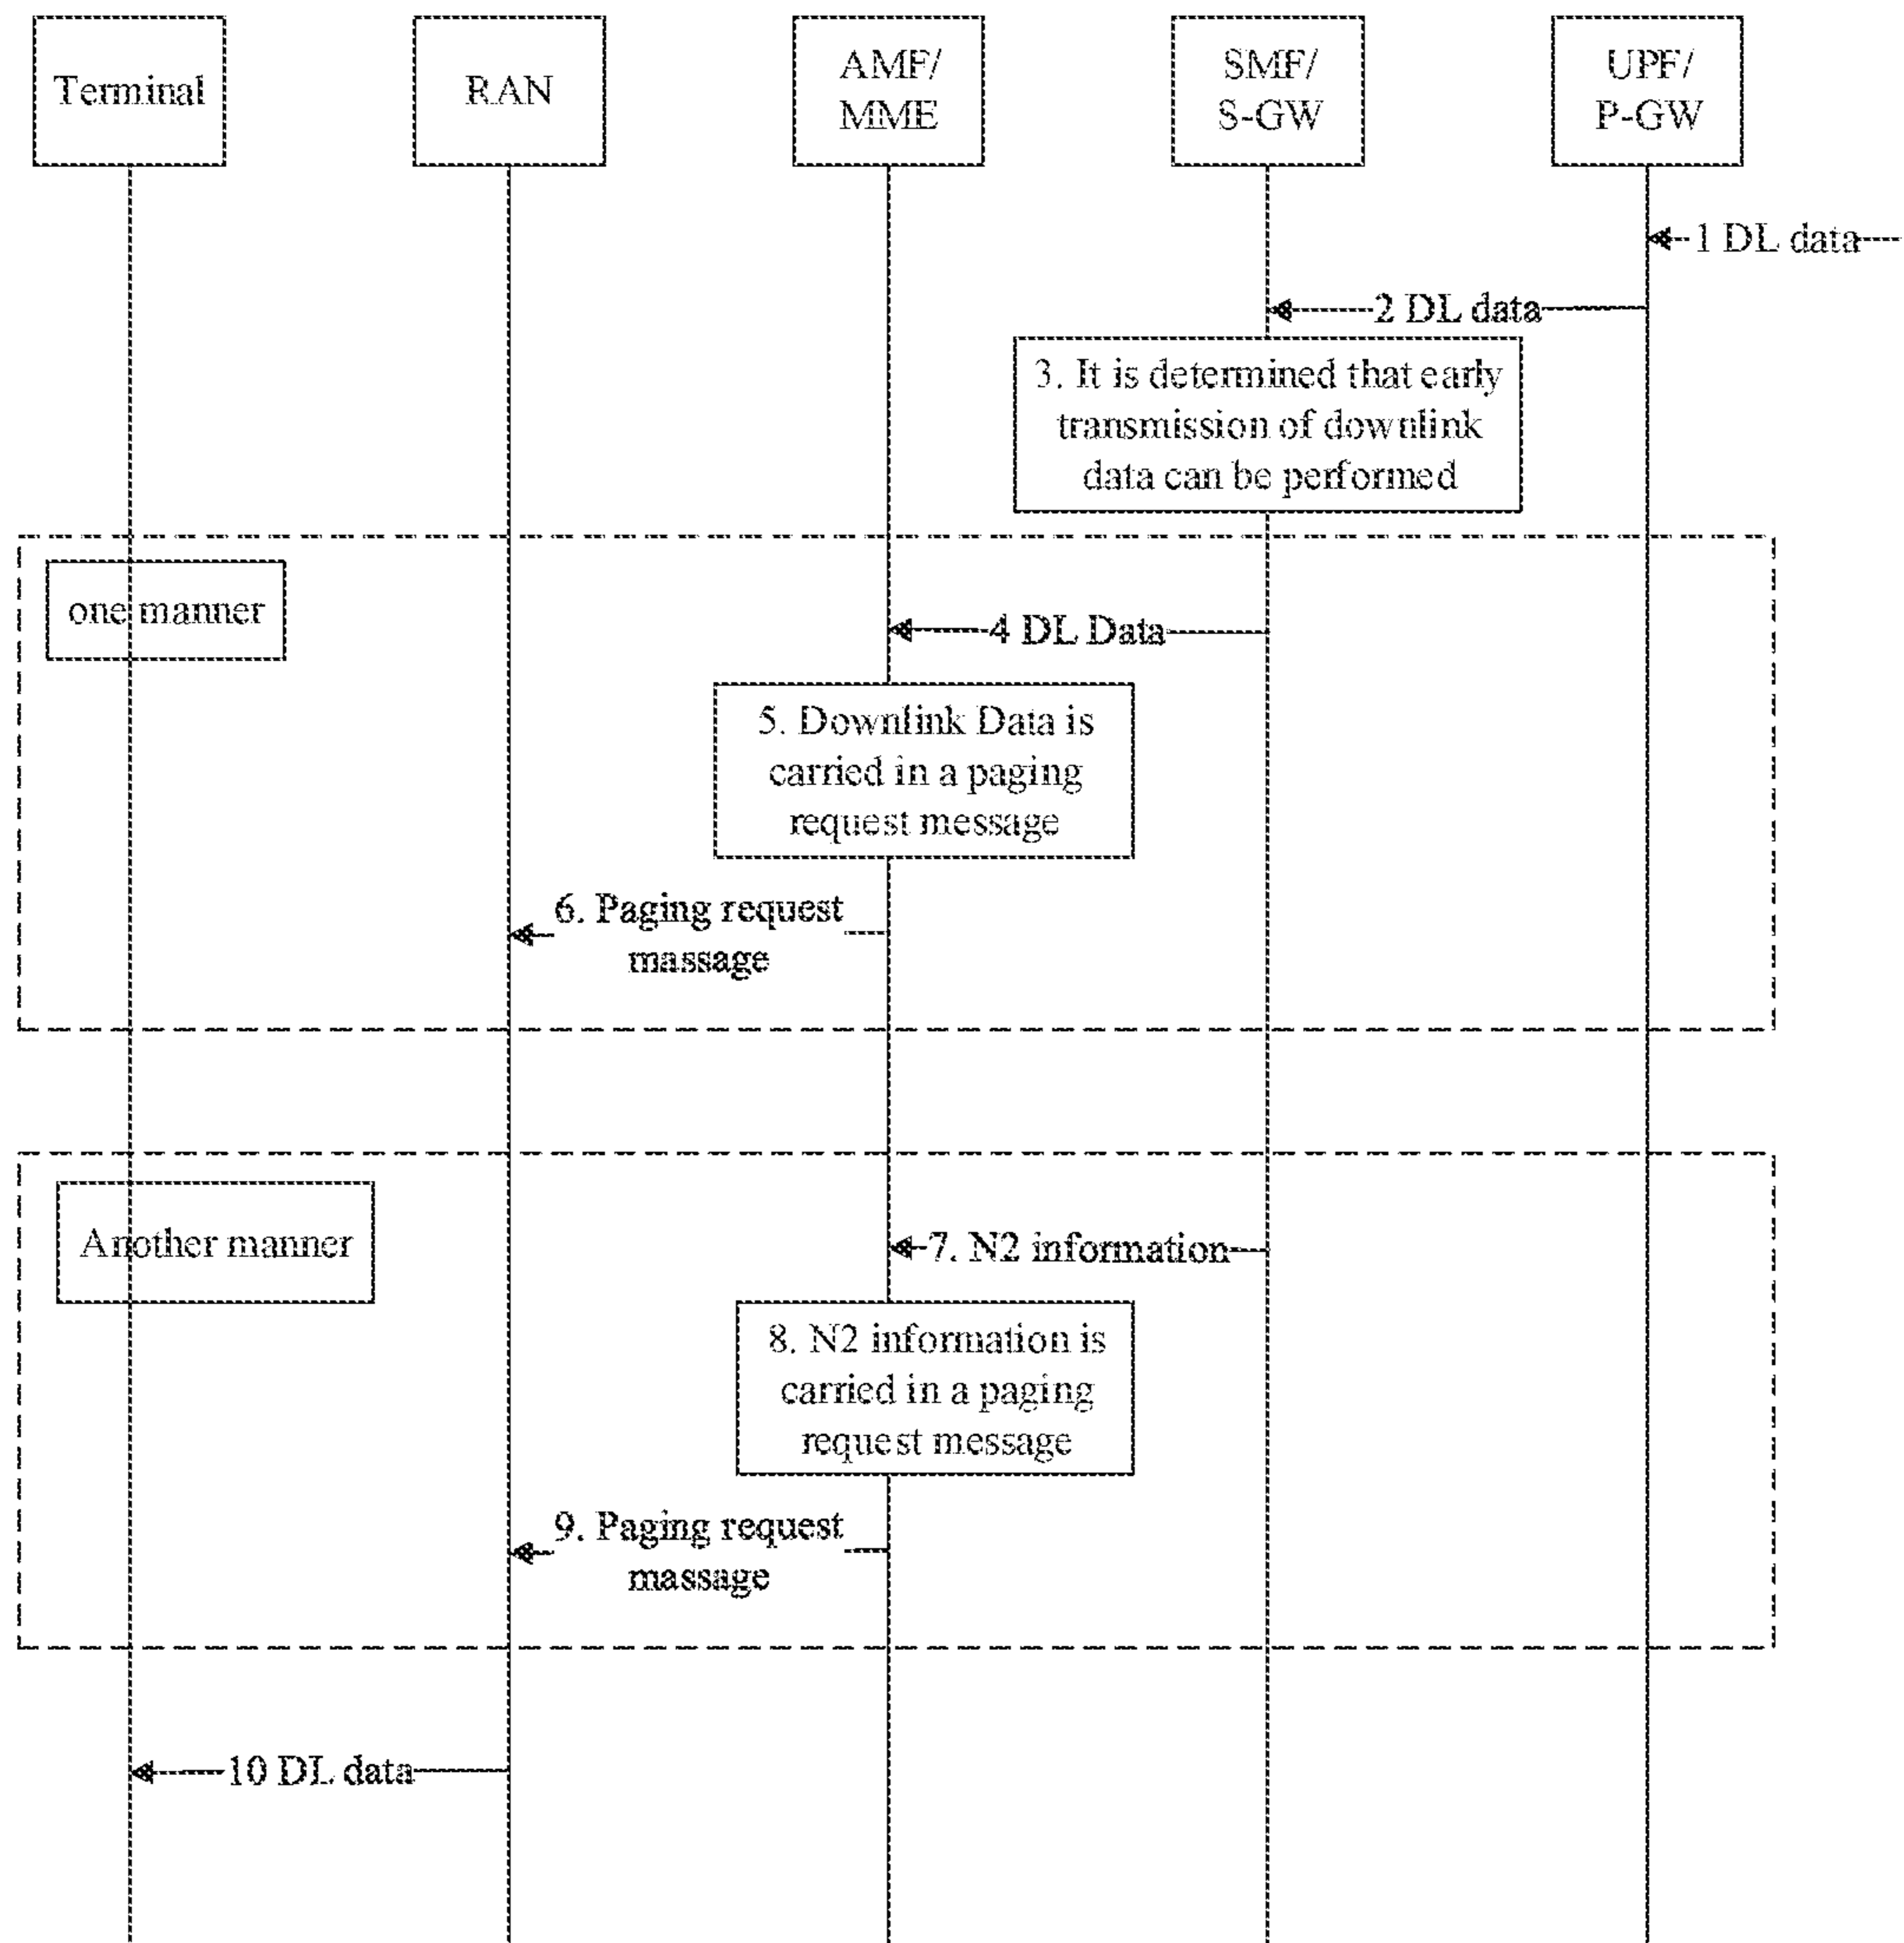 Terminal
RAN
AMF/
MME
SMF/
S-GW
UPF/
P-GW
1 DL data
2 DL data
3. It is determined that early
transmission of downlink
data can be performed
one manner
4 DL Data
5. Downlink Data is
carried in a paging
request message
6. Paging request
massage
Another manner
7. N2 information
8. N2 information is
carried in a paging
request message
9. Paging request
massage
10 DL data